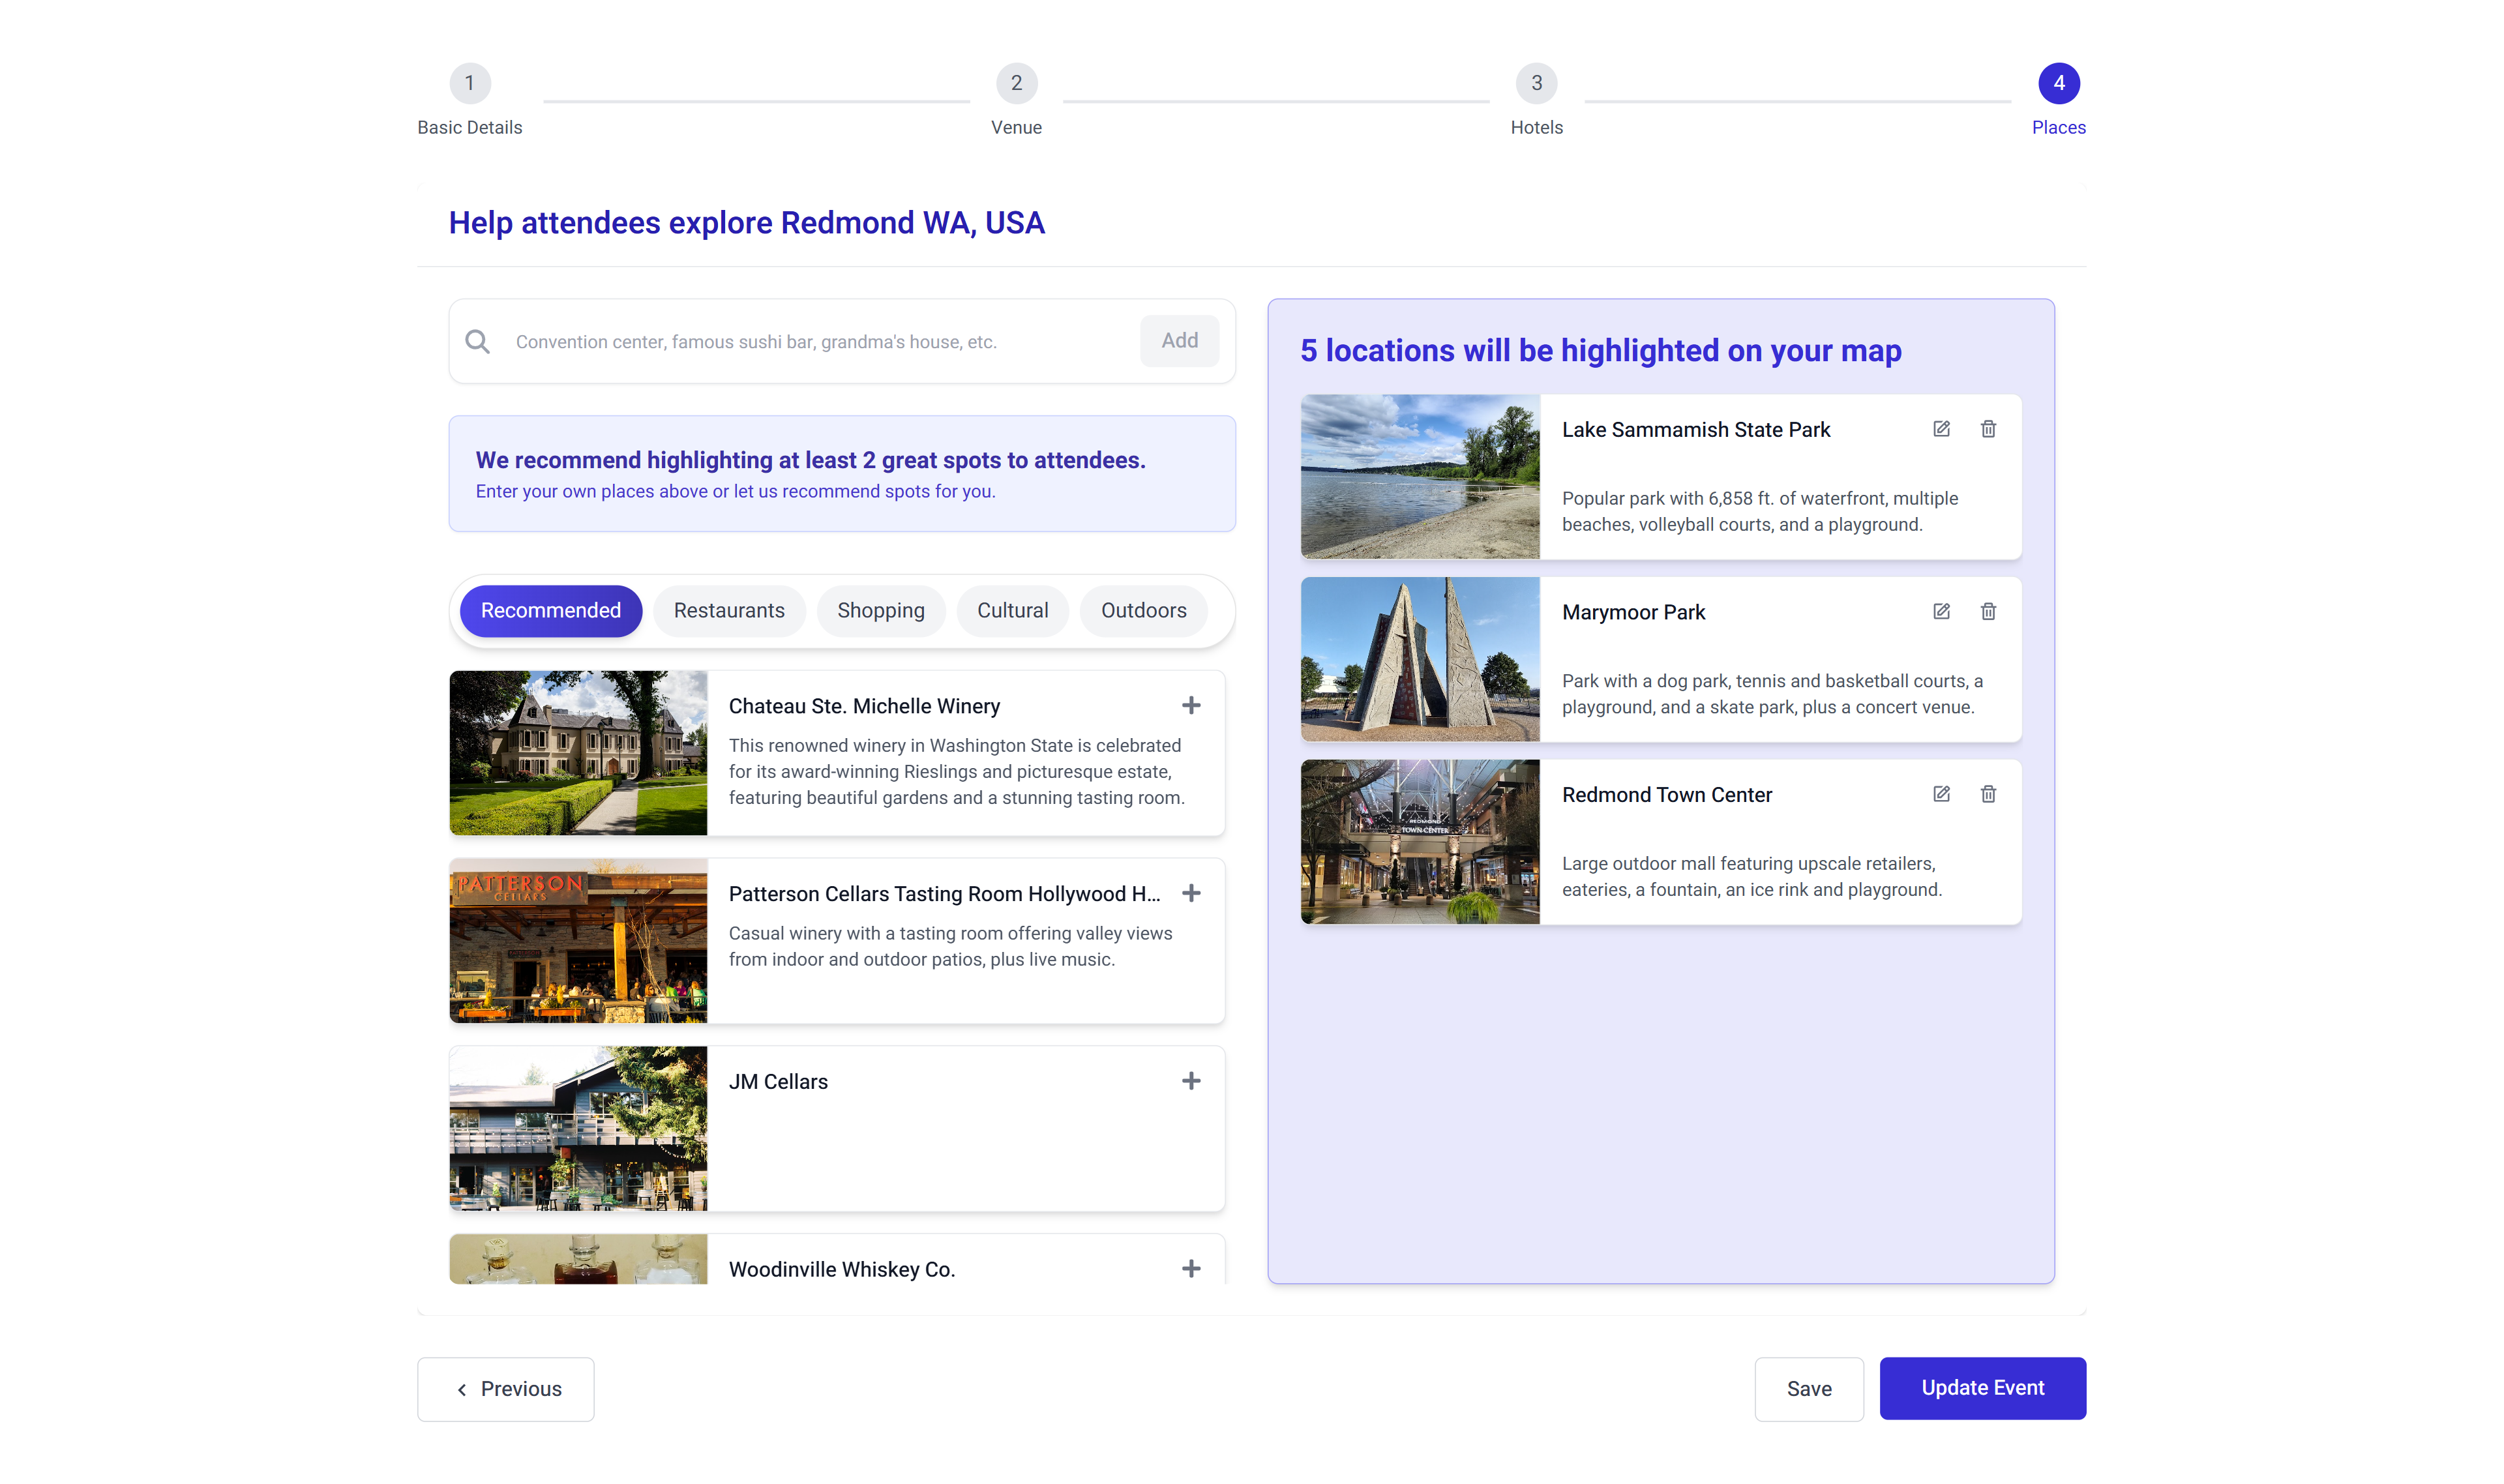 1
Basic Details
2
Venue
3
Hotels
4
Places
Help attendees explore Redmond WA, USA
Convention center, famous sushi bar, grandma's house, etc.
Add
We recommend highlighting at least 2 great spots to attendees.
Enter your own places above or let us recommend spots for you.
Recommended
Restaurants
Shopping
Cultural
Outdoors
Chateau Ste. Michelle Winery
This renowned winery in Washington State is celebrated
for its award-winning Rieslings and picturesque estate,
featuring beautiful gardens and a stunning tasting room.
PATTERSON
CELLARS
Patterson Cellars Tasting Room Hollywood H...
Casual winery with a tasting room offering valley views
from indoor and outdoor patios, plus live music.
JM Cellars
Woodinville Whiskey Co.
5 locations will be highlighted on your map
Lake Sammamish State Park
Popular park with 6,858 ft. of waterfront, multiple
beaches, volleyball courts, and a playground.
Marymoor Park
Park with a dog park, tennis and basketball courts, a
playground, and a skate park, plus a concert venue.
REDMOND
TOWN CENTER
Redmond Town Center
Large outdoor mall featuring upscale retailers,
eateries, a fountain, an ice rink and playground.
Previous
Save
Update Event